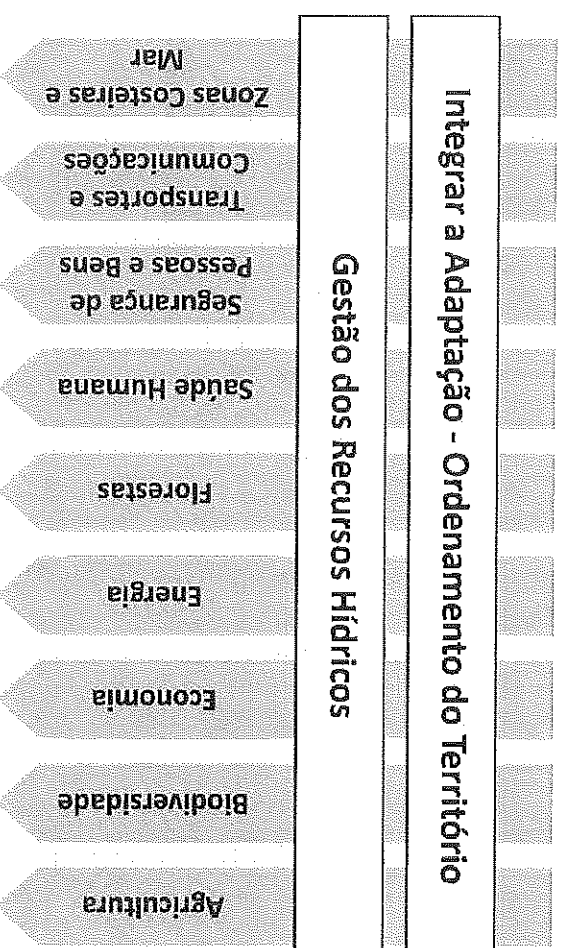 Integrar a Adaptação - Ordenamento do Território
Gestão dos Recursos Hídricos
Agricultura
Biodiversidade
Economia
Energia
Florestas
Saúde Humana
Segurança de
Pessoas e Bens
Transportes e
Comunicações
Zonas Costeiras e
Mar